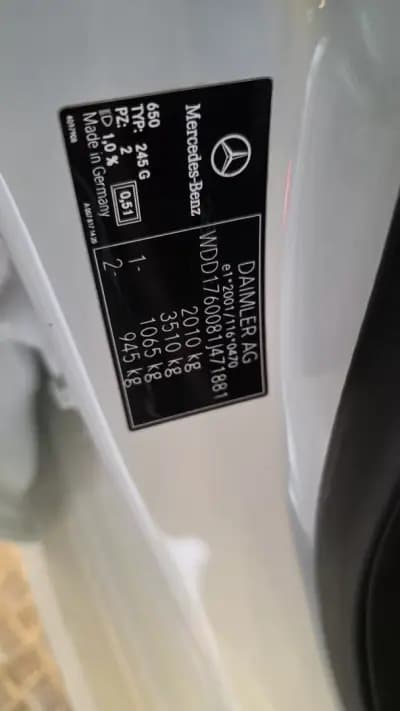 Mercedes-Benz
DAIMLER AG
e1*2001/116*0470
WDD1760081J471881
2010 kg
3510 kg
1- 1065 kg
2- 945 kg
650
TYP: 245 G
PZ: 2
0,51
ID 1,0 %
Made in Germany